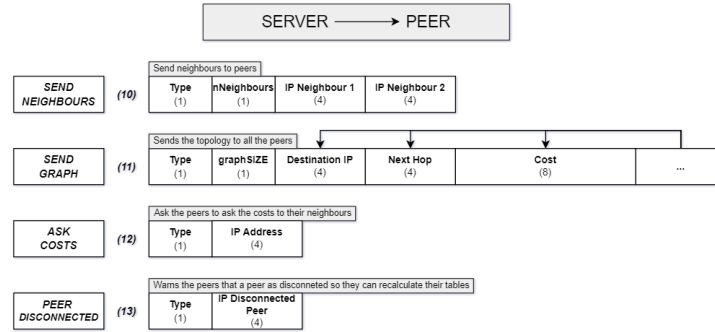 SERVER PEER
Send neighbours to peers
SEND
NEIGHBOURS
(10)
Type
(1)
nNeighbours
(1)
IP Neighbour 1
(4)
IP Neighbour 2
(4)
Sends the topology to all the peers
SEND
GRAPH
(11)
Type
(1)
graphSIZE
(1)
Destination IP
(4)
Next Hop
(4)
Cost
(8)
...
Ask the peers to ask the costs to their neighbours
ASK
COSTS
(12)
Type
(1)
IP Address
(4)
Warns the peers that a peer as disconneted so they can recalculate their tables
PEER
DISCONNECTED
(13)
Type
(1)
IP Disconnected
Peer
(4)